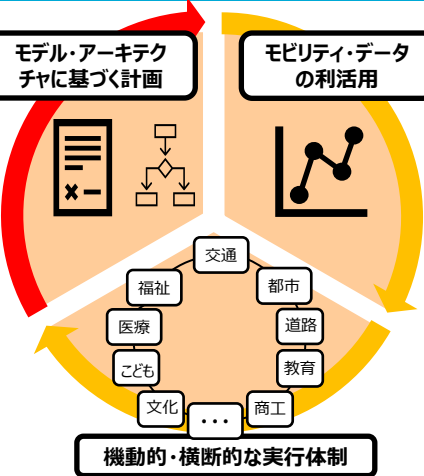 モデル・アーキテク
チャに基づく計画
モビリティ・データ
の利活用
交通
福祉
都市
医療
道路
こども
教育
文化
商工
･･･
機動的・横断的な実行体制